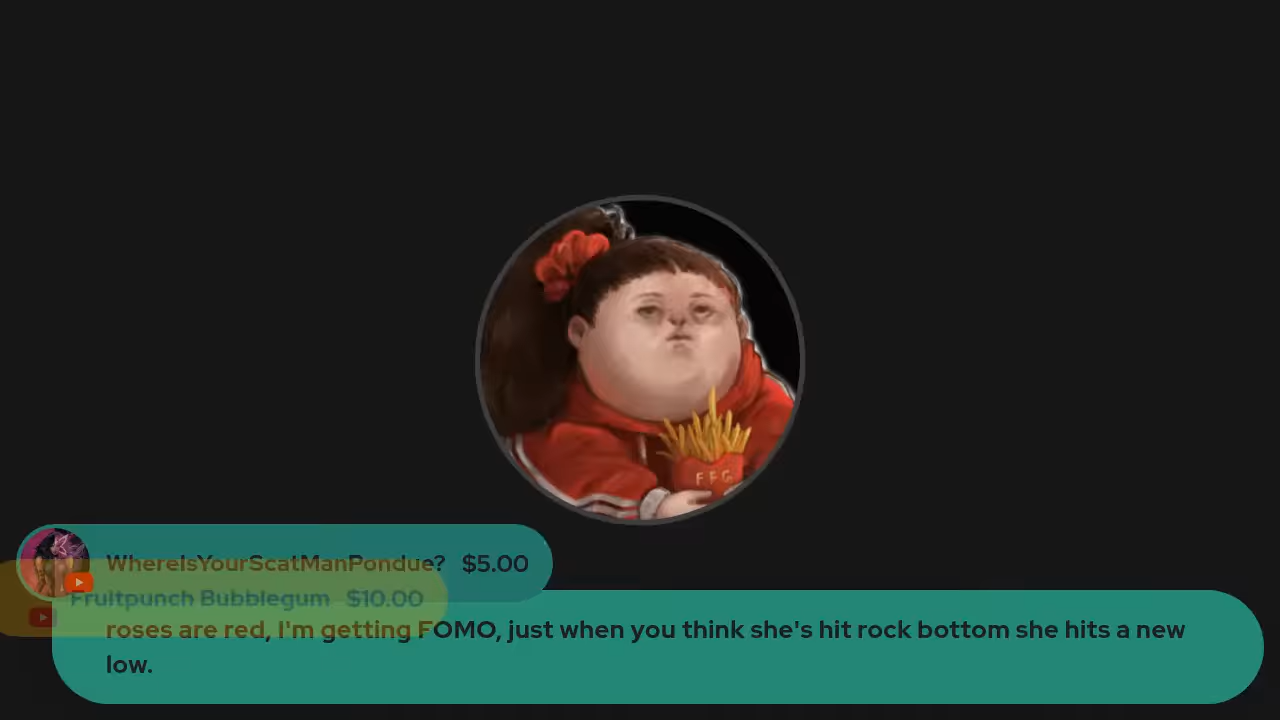 FFG
WhereIsYourScatManPondue? $5.00
Fruitpunch Bubblegum $10.00
roses are red, I'm getting FOMO, just when you think she's hit rock bottom she hits a new
low.